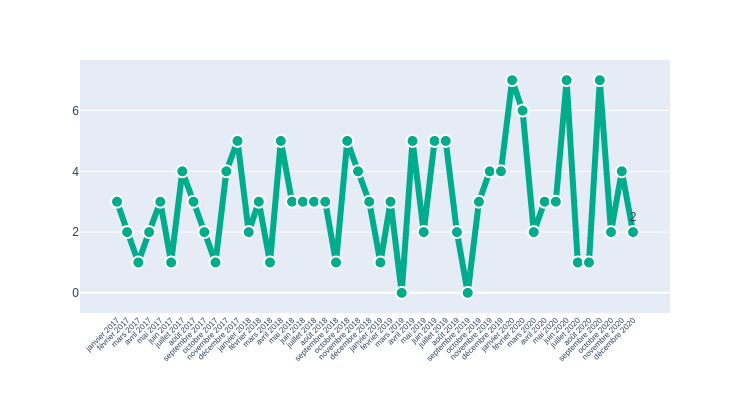 6
4
2
0
2
janvier 2017
février 2017
mars 2017
avril 2017
mai 2017
juin 2017
juillet 2017
août 2017
septembre 2017
octobre 2017
novembre 2017
décembre 2017
janvier 2018
février 2018
mars 2018
avril 2018
mai 2018
juin 2018
juillet 2018
août 2018
septembre 2018
octobre 2018
novembre 2018
décembre 2018
janvier 2019
février 2019
mars 2019
avril 2019
mai 2019
juin 2019
juillet 2019
août 2019
septembre 2019
octobre 2019
novembre 2019
décembre 2019
janvier 2020
février 2020
mars 2020
avril 2020
mai 2020
juin 2020
juillet 2020
août 2020
septembre 2020
octobre 2020
novembre 2020
décembre 2020